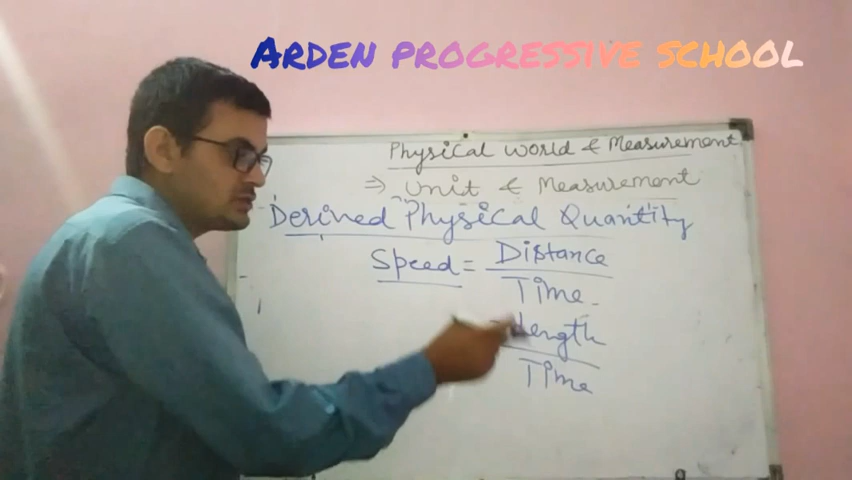 ARDEN PROGRESSIVE SCHOOL
Physical World & Measurement
⇒ Unit & Measurement
Derived Physical Quantity
Speed = Distance
Time
Length
Time